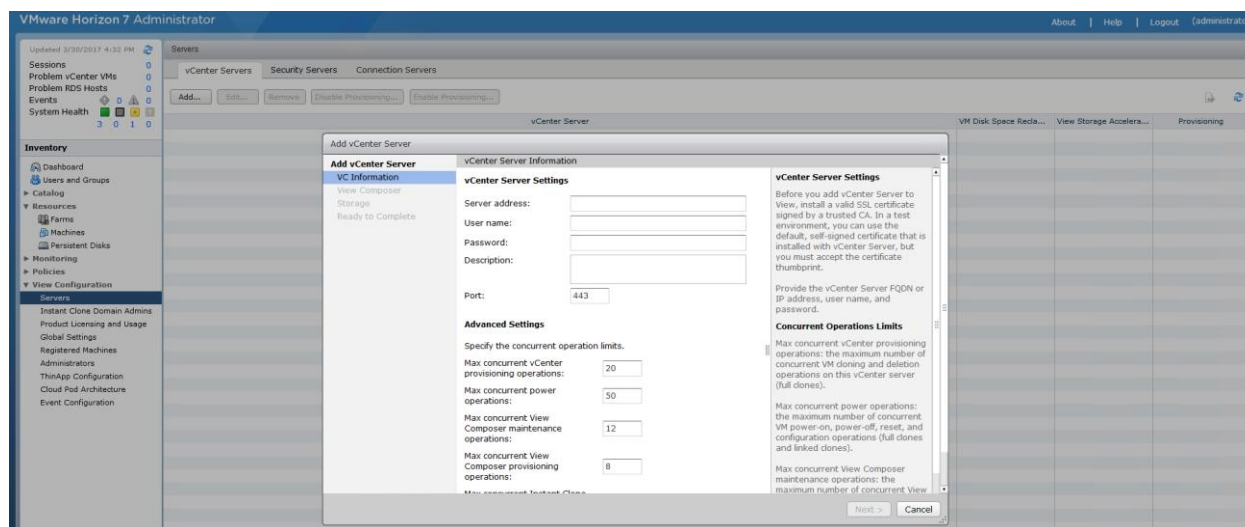 VMware Horizon 7 Administrator
About | Help | Logout (administrato
Updated 3/30/2017 4:32 PM
Sessions 0
Problem vCenter VMs 0
Problem RDS Hosts 0
Events 0 0
System Health
3 0 1 0
Inventory
Dashboard
Users and Groups
Catalog
Resources
Farms
Machines
Persistent Disks
Monitoring
Policies
View Configuration
Servers
Instant Clone Domain Admins
Product Licensing and Usage
Global Settings
Registered Machines
Administrators
ThinApp Configuration
Cloud Pod Architecture
Event Configuration
Servers
vCenter Servers Security Servers Connection Servers
Add... Edit... Remove Disable Provisioning... Enable Provisioning...
vCenter Server VM Disk Space Recla... View Storage Accelera... Provisioning
Add vCenter Server
Add vCenter Server
VC Information
View Composer
Storage
Ready to Complete
vCenter Server Information
vCenter Server Settings
Server address:
User name:
Password:
Description:
Port: 443
Advanced Settings
Specify the concurrent operation limits.
Max concurrent vCenter
provisioning operations: 20
Max concurrent power
operations: 50
Max concurrent View
Composer maintenance
operations: 12
Max concurrent View
Composer provisioning
operations: 8
Max concurrent Instant Clone
vCenter Server Settings
Before you add vCenter Server to
View, install a valid SSL certificate
signed by a trusted CA. In a test
environment, you can use the
default, self-signed certificate that is
installed with vCenter Server, but
you must accept the certificate
thumbprint.
Provide the vCenter Server FQDN or
IP address, user name, and
password.
Concurrent Operations Limits
Max concurrent vCenter provisioning
operations: the maximum number of
concurrent VM cloning and deletion
operations on this vCenter server
(full clones).
Max concurrent power operations:
the maximum number of concurrent
VM power-on, power-off, reset, and
configuration operations (full clones
and linked clones).
Max concurrent View Composer
maintenance operations: the
maximum number of concurrent View
Next > Cancel